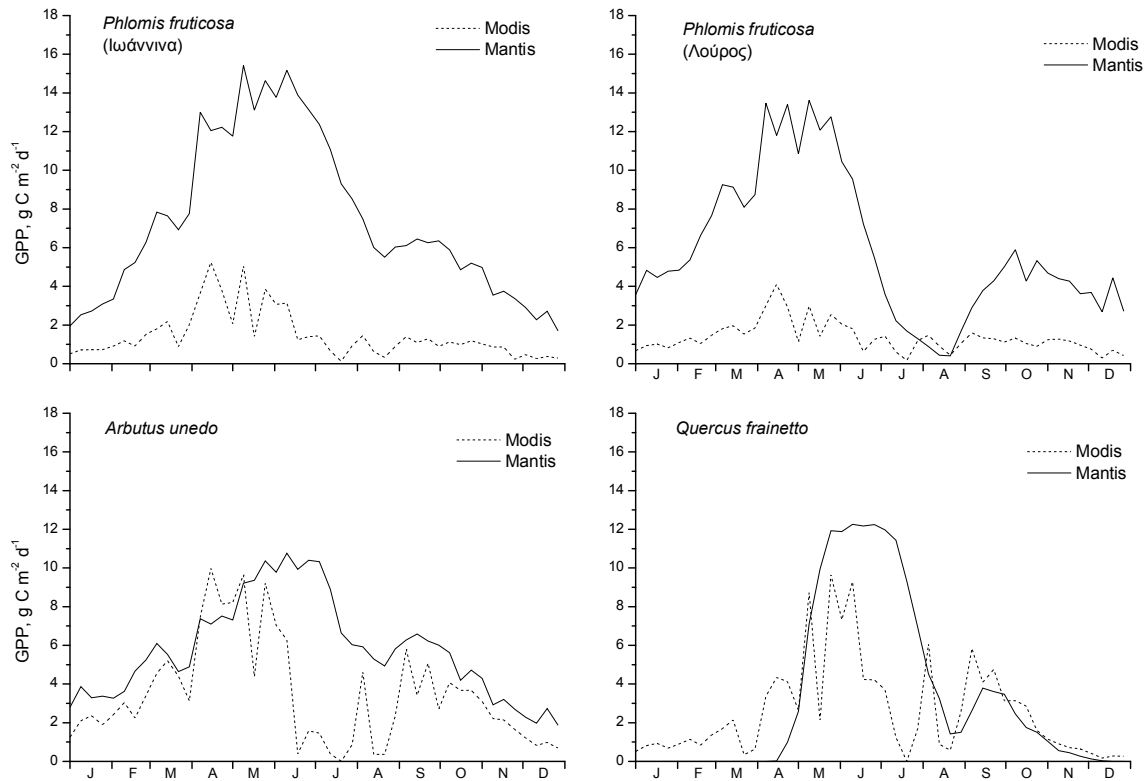 Phlomis fruticosa
(Ιωάννινα)
Modis
Mantis
GPP, g C m-2 d-1
18
16
14
12
10
8
6
4
2
0
Phlomis fruticosa
(Λούρος)
Modis
Mantis
18
16
14
12
10
8
6
4
2
0
J F M A M J J A S O N D
Arbutus unedo
Modis
Mantis
GPP, g C m-2 d-1
18
16
14
12
10
8
6
4
2
0
J F M A M J J A S O N D
Quercus frainetto
Modis
Mantis
18
16
14
12
10
8
6
4
2
0
J F M A M J J A S O N D